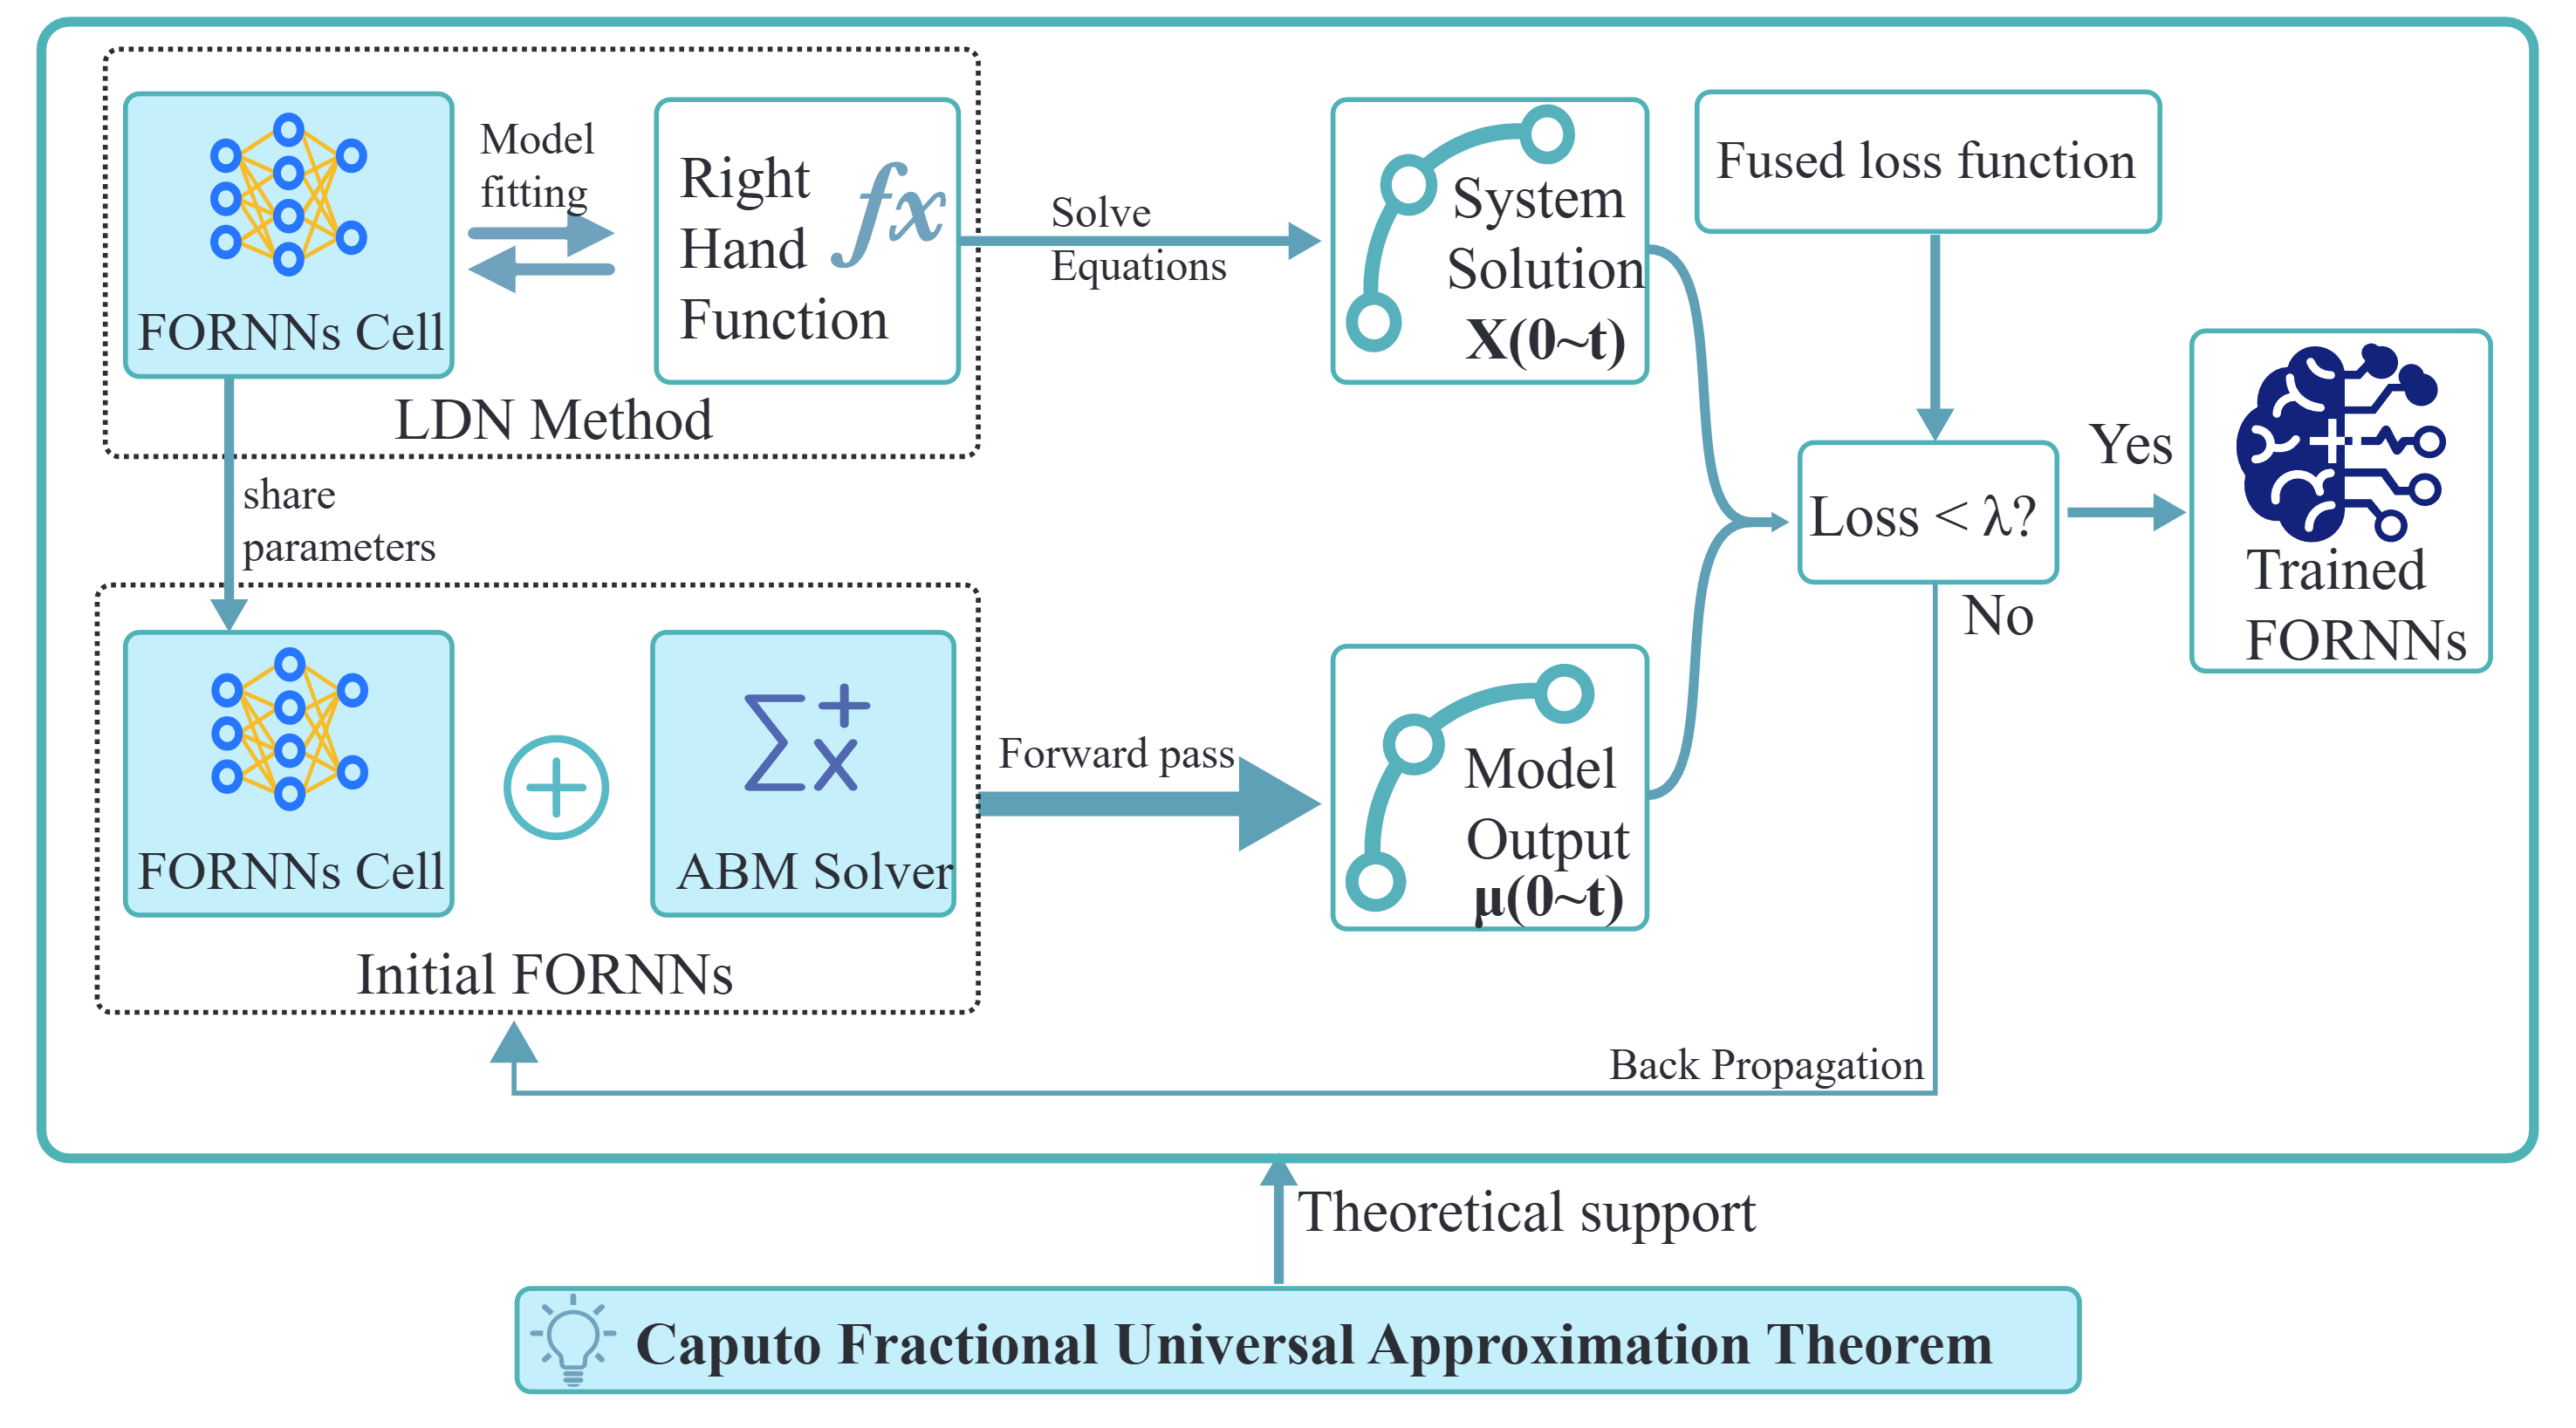 Model
fitting
Right
Hand
Function
fx
FORNNs Cell
LDN Method
Solve
Equations
System
Solution
X(0~t)
Fused loss function
share
parameters
Loss < λ?
Yes
No
Trained
FORNNs
FORNNs Cell
Σ+x
ABM Solver
Initial FORNNs
Forward pass
Model
Output
μ(0~t)
Back Propagation
Theoretical support
Caputo Fractional Universal Approximation Theorem